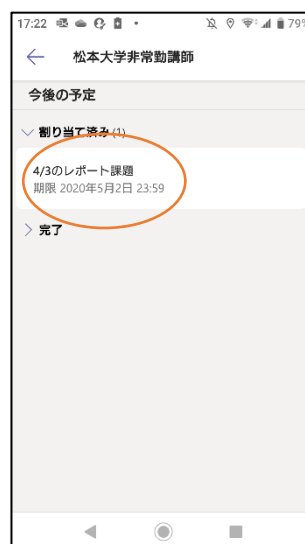 17:22 79%
松本大学非常勤講師
今後の予定
割り当て済み (1)
4/3のレポート課題
期限 2020年5月2日 23:59
完了